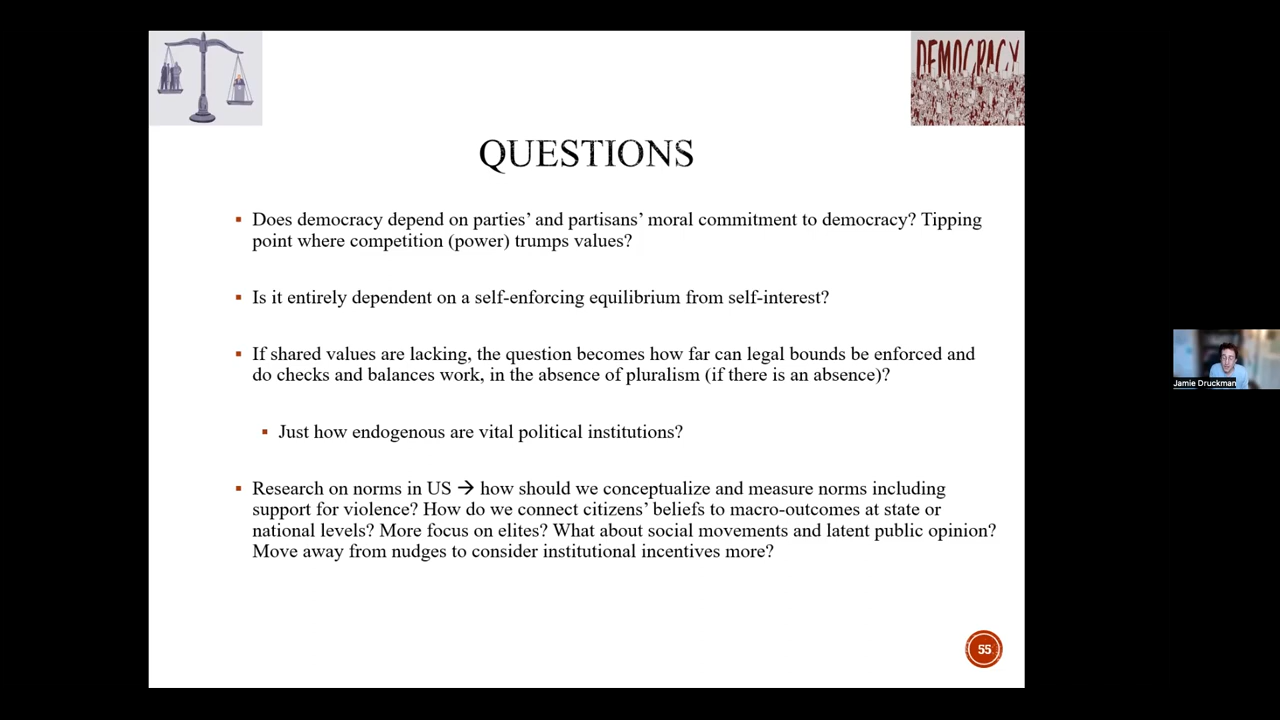 DEMOCRACY
QUESTIONS
▪ Does democracy depend on parties’ and partisans’ moral commitment to democracy? Tipping
point where competition (power) trumps values?
▪ Is it entirely dependent on a self-enforcing equilibrium from self-interest?
▪ If shared values are lacking, the question becomes how far can legal bounds be enforced and
do checks and balances work, in the absence of pluralism (if there is an absence)?
▪ Just how endogenous are vital political institutions?
▪ Research on norms in US → how should we conceptualize and measure norms including
support for violence? How do we connect citizens’ beliefs to macro-outcomes at state or
national levels? More focus on elites? What about social movements and latent public opinion?
Move away from nudges to consider institutional incentives more?
Jamie Druckman
55